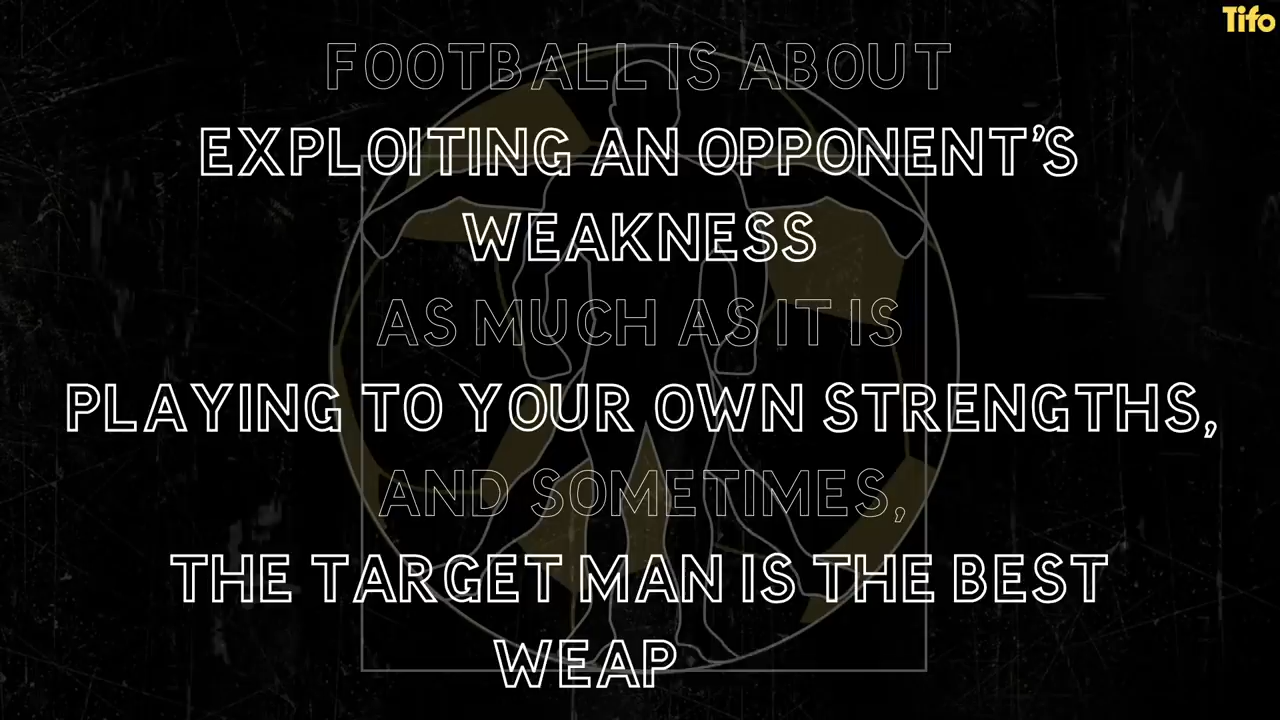 Tifo
FOOTBALL IS ABOUT
EXPLOITING AN OPPONENT'S
WEAKNESS
AS MUCH AS IT IS
PLAYING TO YOUR OWN STRENGTHS,
AND SOMETIMES,
THE TARGET MAN IS THE BEST
WEAP